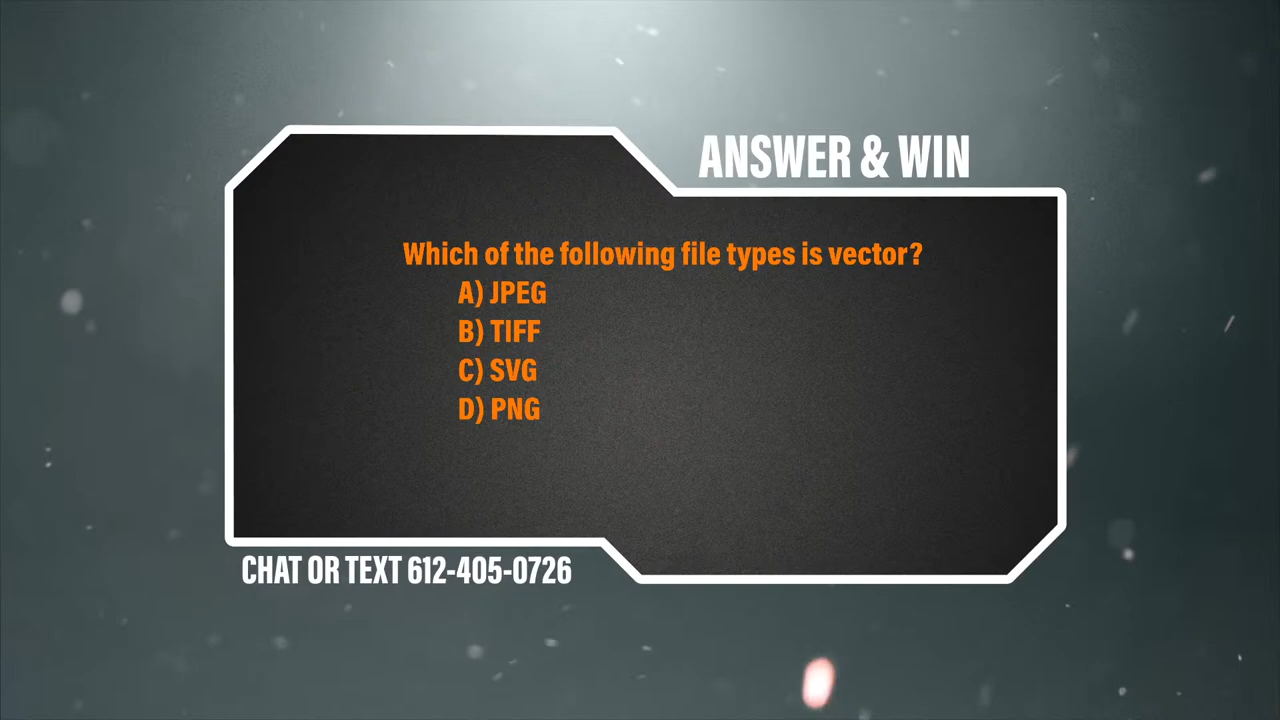 ANSWER & WIN
Which of the following file types is vector?
A) JPEG
B) TIFF
C) SVG
D) PNG
CHAT OR TEXT 612-405-0726